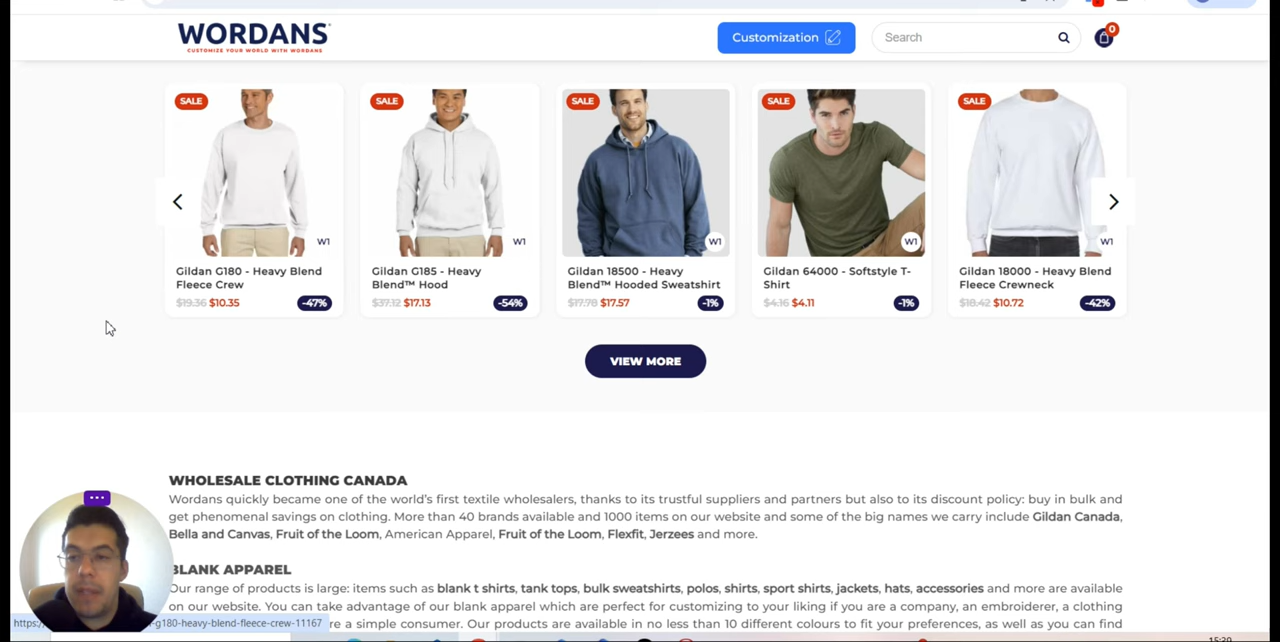 WORDANS
CUSTOMIZE YOUR WORLD WITH WORDANS
Customization
Search
0
SALE
SALE
SALE
SALE
SALE
W1
W1
W1
W1
W1
Gildan G180 - Heavy Blend
Fleece Crew
$19.36 $10.35
-47%
Gildan G185 - Heavy
Blend™ Hood
$37.12 $17.13
-54%
Gildan 18500 - Heavy
Blend™ Hooded Sweatshirt
$17.78 $17.57
-1%
Gildan 64000 - Softstyle T-
Shirt
$4.16 $4.11
-1%
Gildan 18000 - Heavy Blend
Fleece Crewneck
$18.42 $10.72
-42%
VIEW MORE
WHOLESALE CLOTHING CANADA
Wordans quickly became one of the world's first textile wholesalers, thanks to its trustful suppliers and partners but also to its discount policy: buy in bulk and
get phenomenal savings on clothing. More than 40 brands available and 1000 items on our website and some of the big names we carry include Gildan Canada,
Bella and Canvas, Fruit of the Loom, American Apparel, Fruit of the Loom, Flexfit, Jerzees and more.
BLANK APPAREL
Our range of products is large: items such as blank t shirts, tank tops, bulk sweatshirts, polos, shirts, sport shirts, jackets, hats, accessories and more are available
on our website. You can take advantage of our blank apparel which are perfect for customizing to your liking if you are a company, an embroiderer, a clothing
re a simple consumer. Our products are available in no less than 10 different colours to fit your preferences, as well as you can find
https:/
-g180-heavy-blend-fleece-crew-11167
15:20